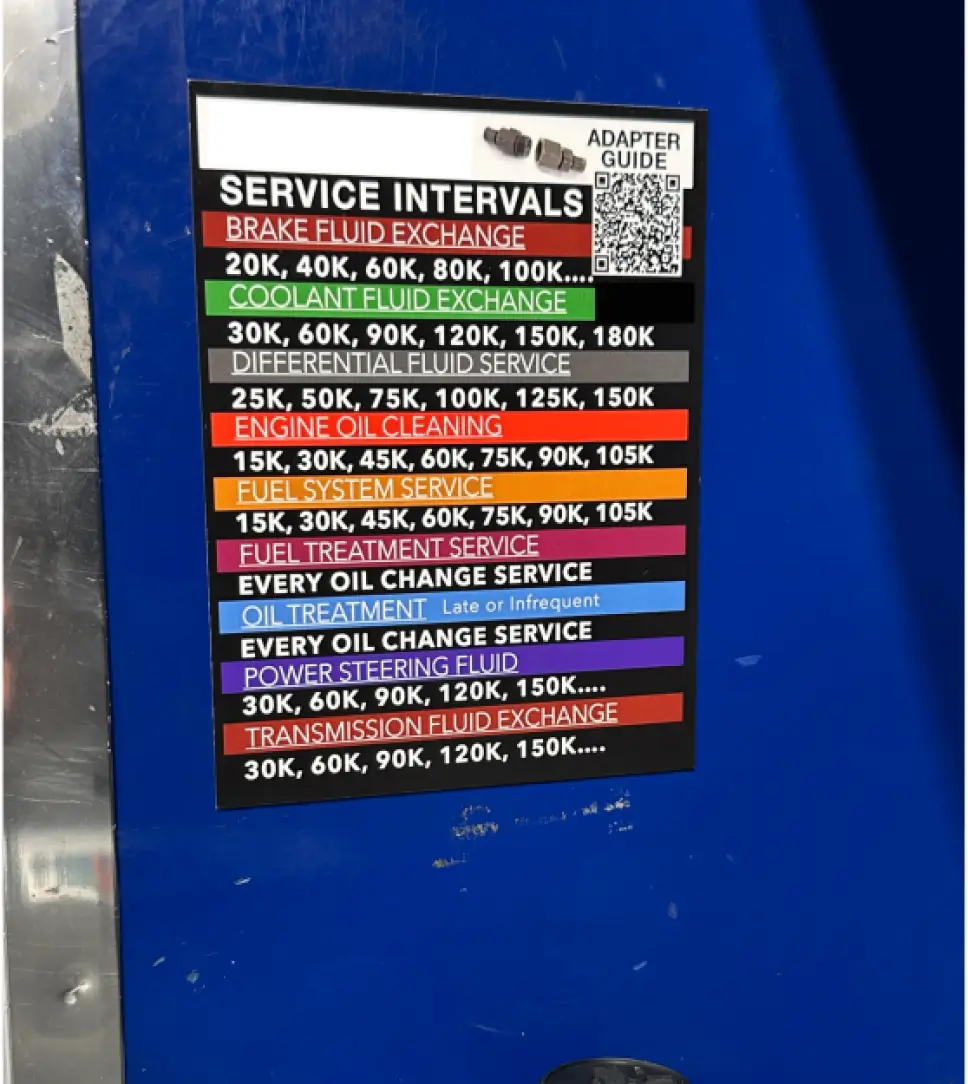 ADAPTER
GUIDE
SERVICE INTERVALS
BRAKE FLUID EXCHANGE
20K, 40K, 60K, 80K, 100K....
COOLANT FLUID EXCHANGE
30K, 60K, 90K, 120K, 150K, 180K
DIFFERENTIAL FLUID SERVICE
25K, 50K, 75K, 100K, 125K, 150K
ENGINE OIL CLEANING
15K, 30K, 45K, 60K, 75K, 90K, 105K
FUEL SYSTEM SERVICE
15K, 30K, 45K, 60K, 75K, 90K, 105K
FUEL TREATMENT SERVICE
EVERY OIL CHANGE SERVICE
OIL TREATMENT Late or Infrequent
EVERY OIL CHANGE SERVICE
POWER STEERING FLUID
30K, 60K, 90K, 120K, 150K....
TRANSMISSION FLUID EXCHANGE
30K, 60K, 90K, 120K, 150K....